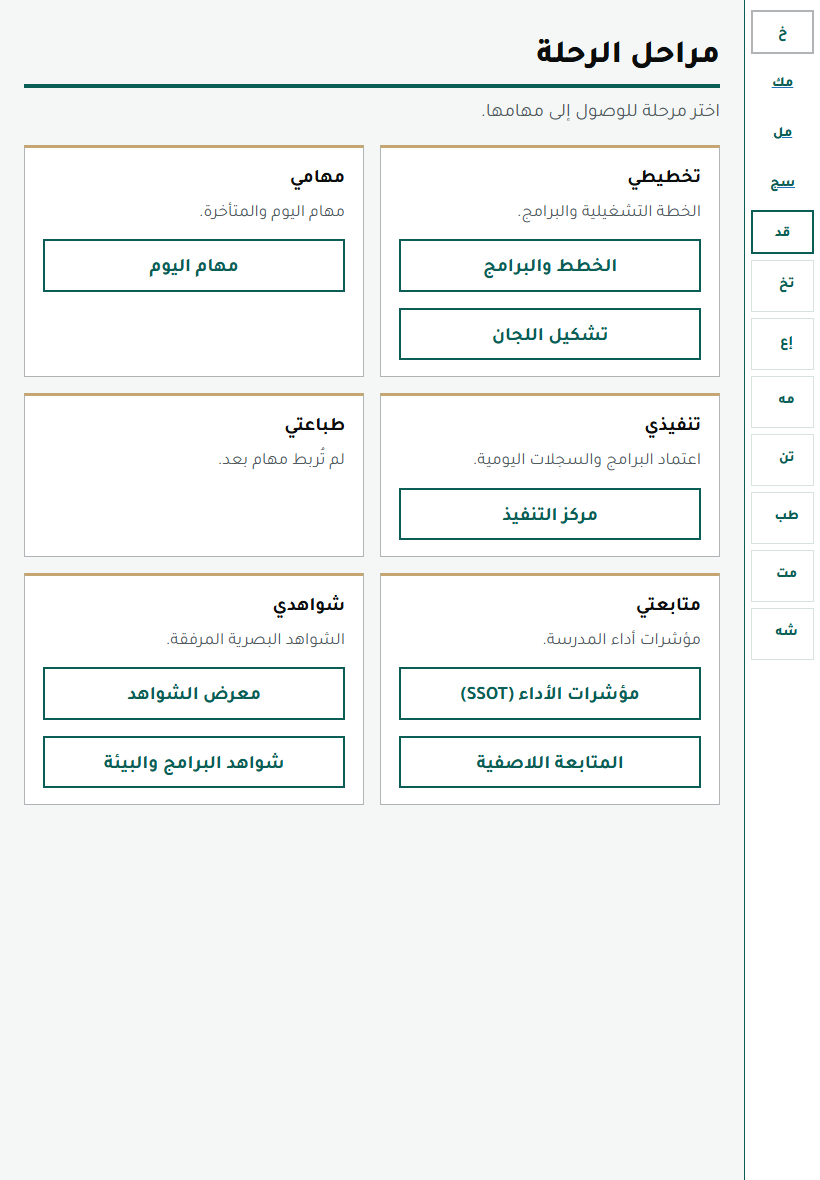 خ
مك
مل
سج
قد
تخ
إع
مه
تن
طب
مت
شه
مراحل الرحلة
اختر مرحلة للوصول إلى مهامها.
تخطيطي
الخطة التشغيلية والبرامج.
الخطط والبرامج
تشكيل اللجان
مهامي
مهام اليوم والمتأخرة.
مهام اليوم
تنفيذي
اعتماد البرامج والسجلات اليومية.
مركز التنفيذ
طباعتي
لم تُربط مهام بعد.
متابعتي
مؤشرات أداء المدرسة.
مؤشرات الأداء (SSOT)
المتابعة اللاصفية
شواهدي
الشواهد البصرية المرفقة.
معرض الشواهد
شواهد البرامج والبيئة